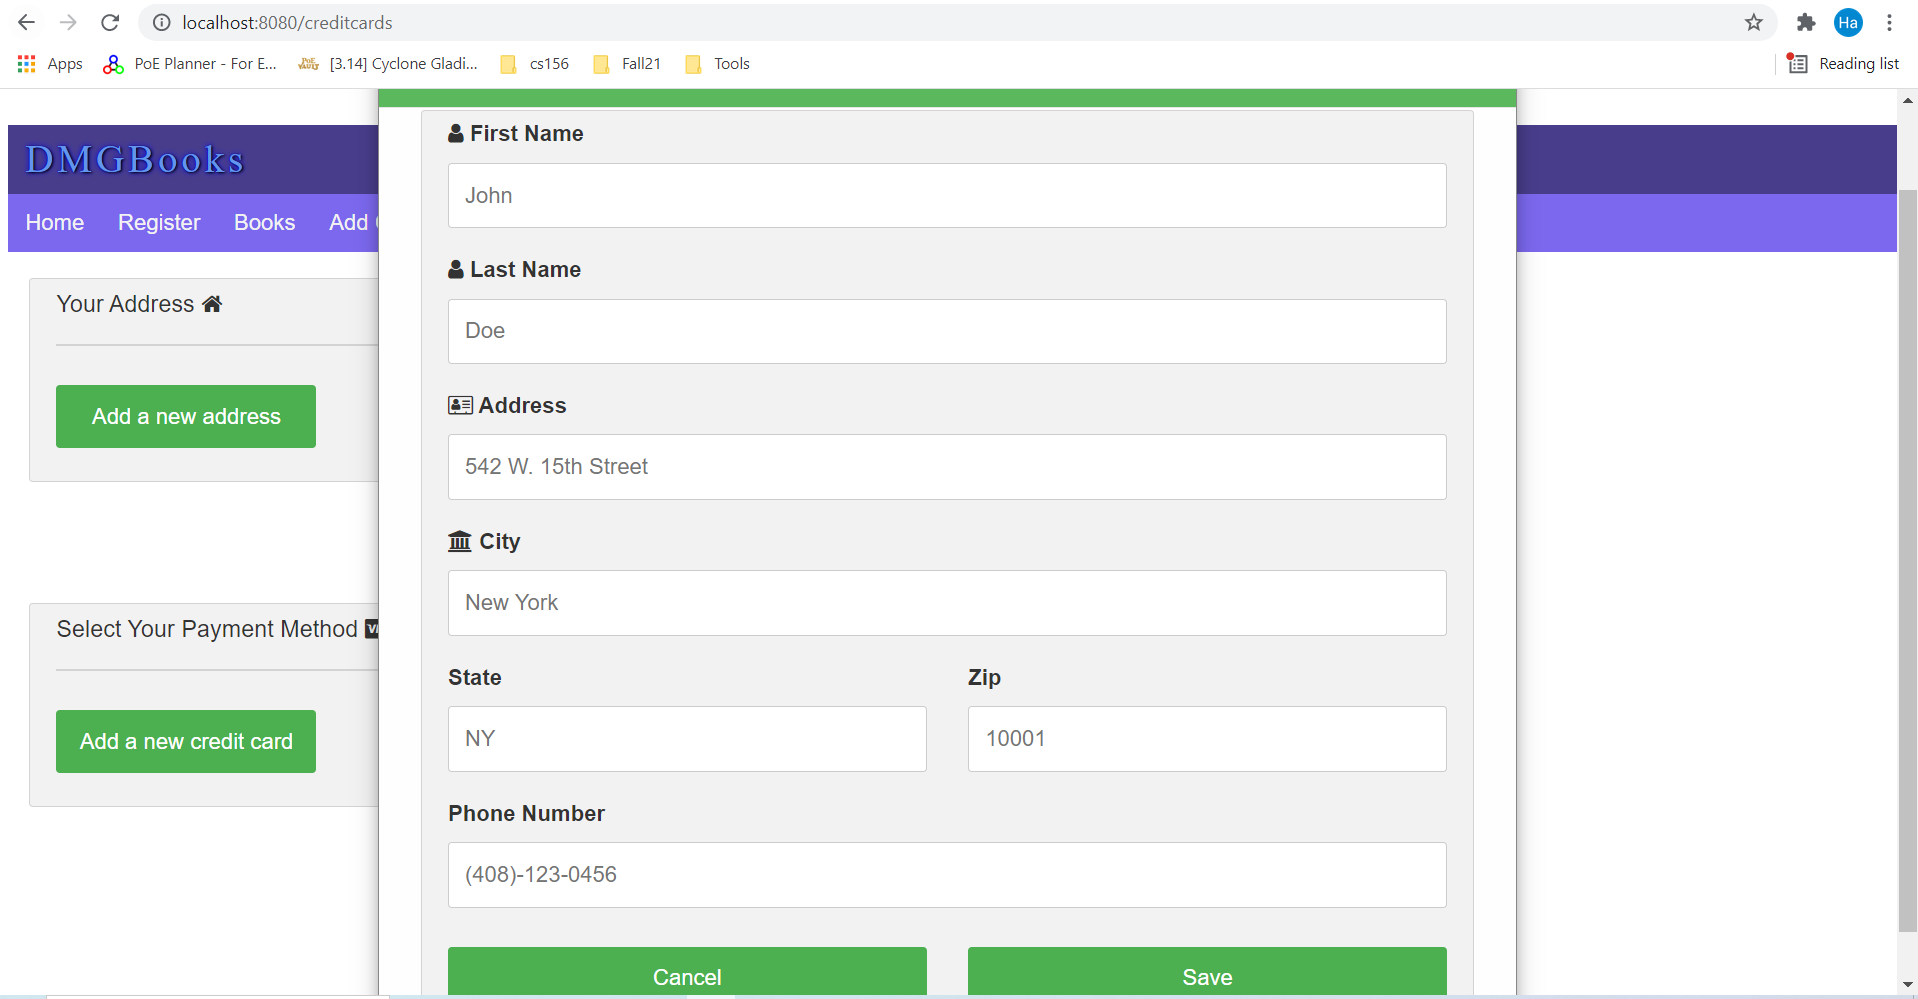 localhost:8080/creditcards
Ha
Apps
PoE Planner - For E...
[3.14] Cyclone Gladi...
cs156
Fall21
Tools
Reading list
DMGBooks
Home Register Books Add
Your Address
Add a new address
Select Your Payment Method
Add a new credit card
First Name
John
Last Name
Doe
Address
542 W. 15th Street
City
New York
State Zip
NY 10001
Phone Number
(408)-123-0456
Cancel Save